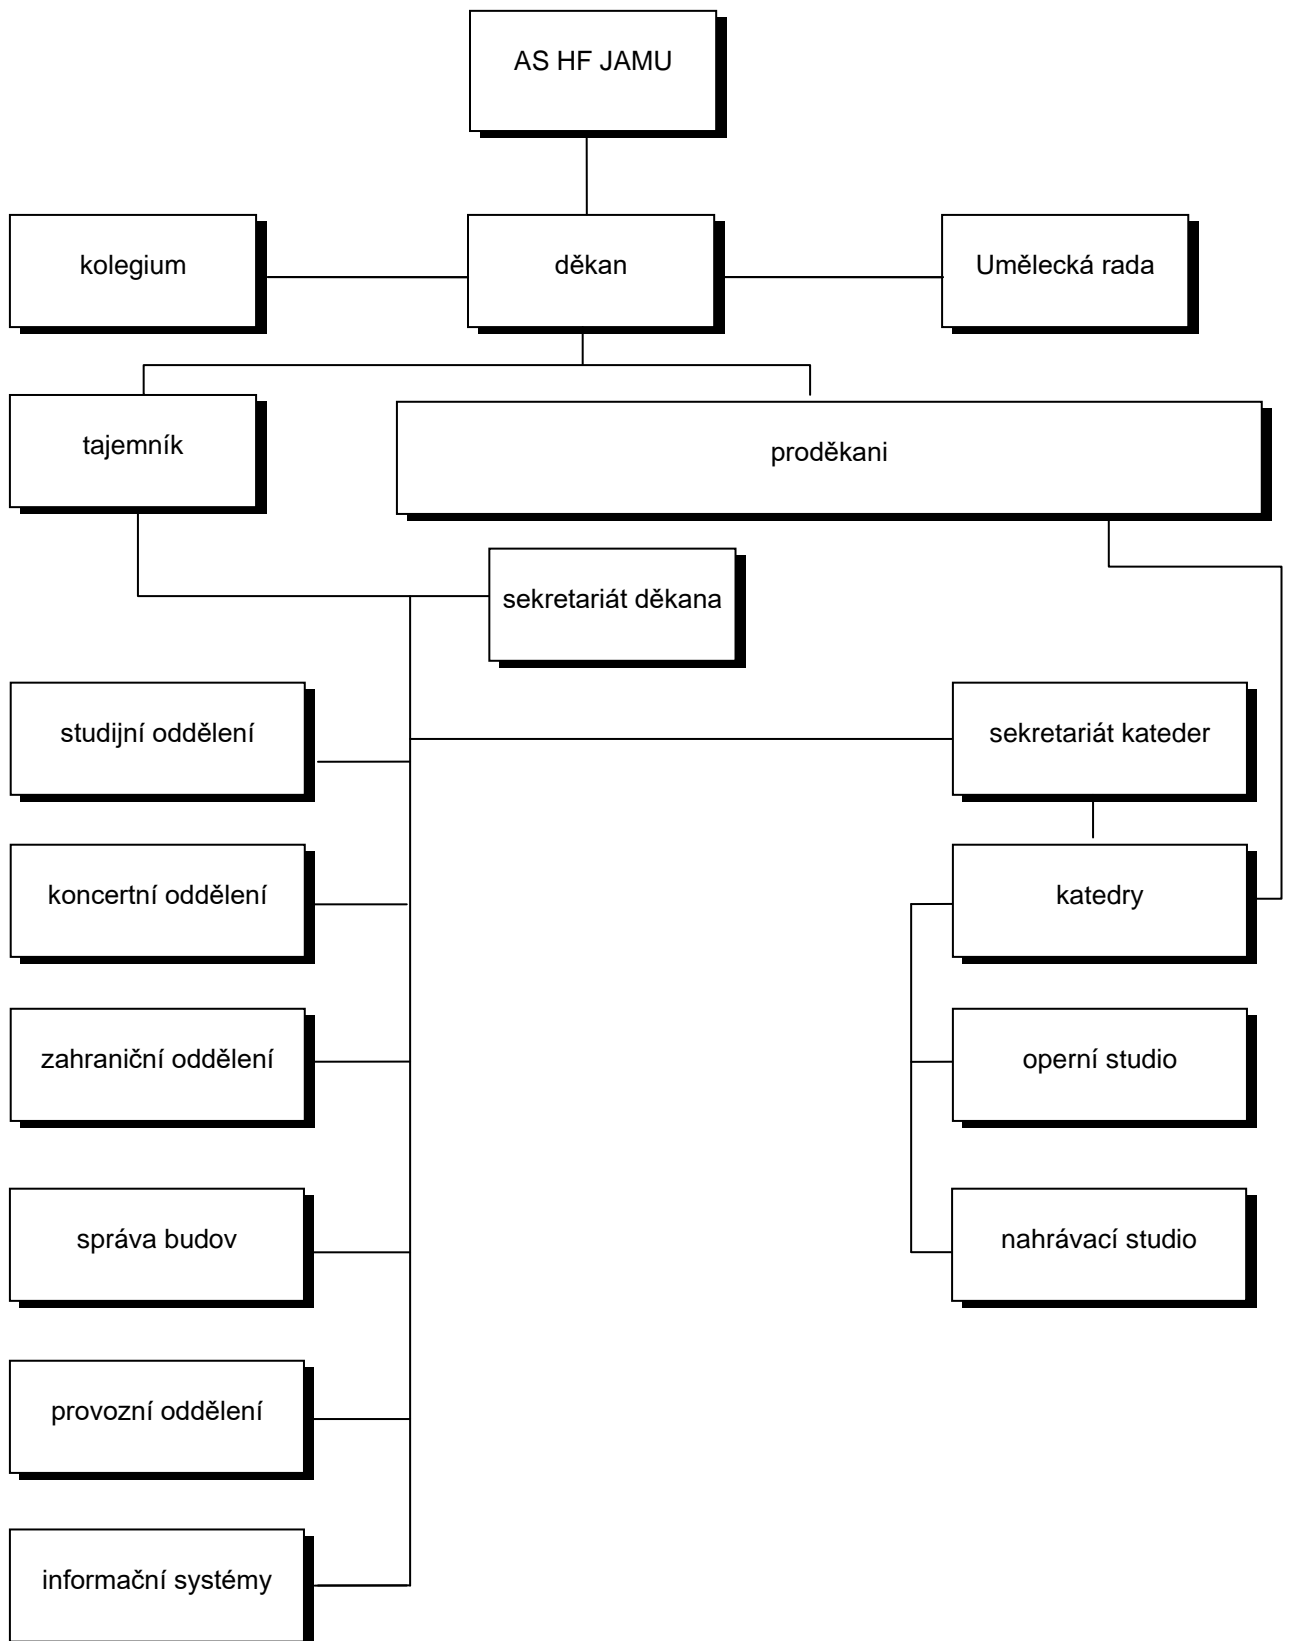 AS HF JAMU
kolegium
děkan
Umělecká rada
tajemník
proděkani
sekretariát děkana
studijní oddělení
sekretariát kateder
koncertní oddělení
katedry
zahraniční oddělení
operní studio
správa budov
nahrávací studio
provozní oddělení
informační systémy